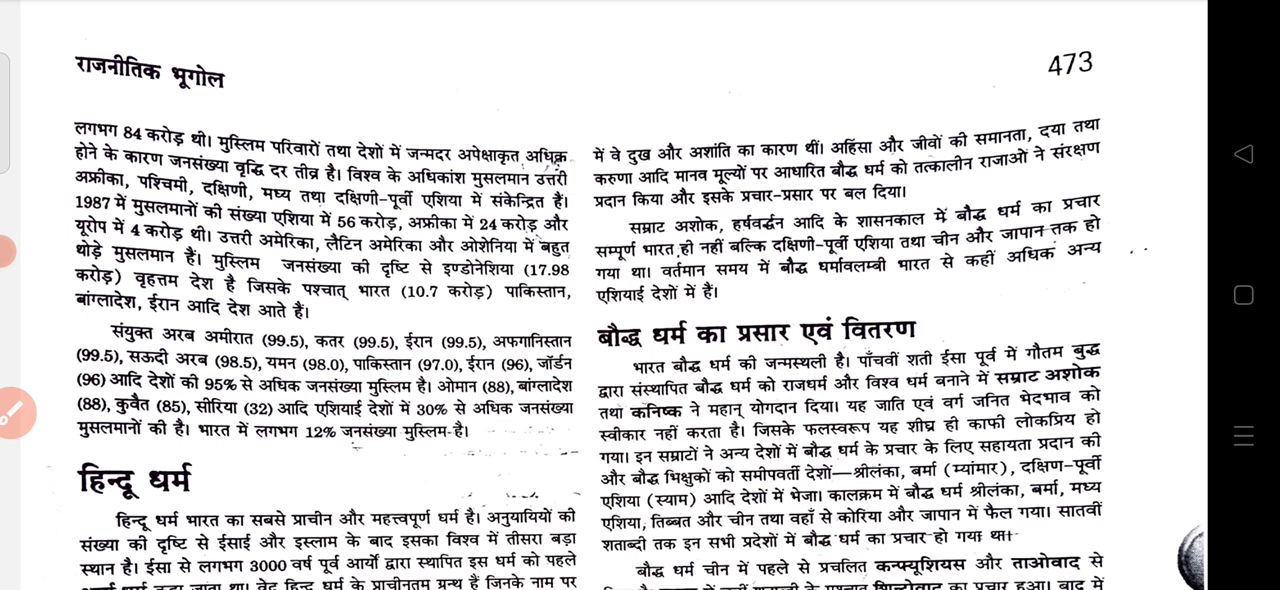 राजनीतिक भूगोल
473
लगभग 84 करोड़ थी। मुस्लिम परिवारों तथा देशों में जन्मदर अपेक्षाकृत अधिक
होने के कारण जनसंख्या वृद्धि दर तीव्र है। विश्व के अधिकांश मुसलमान उत्तरी
अफ्रीका, पश्चिमी, दक्षिणी, मध्य तथा दक्षिणी-पूर्वी एशिया में संकेन्द्रित हैं।
1987 में मुसलमानों की संख्या एशिया में 56 करोड़, अफ्रीका में 24 करोड़ और
यूरोप में 4 करोड़ थी। उत्तरी अमेरिका, लैटिन अमेरिका और ओशेनिया में बहुत
थोड़े मुसलमान हैं। मुस्लिम जनसंख्या की दृष्टि से इण्डोनेशिया (17.98
करोड़) वृहत्तम देश है जिसके पश्चात् भारत (10.7 करोड़) पाकिस्तान,
बांग्लादेश, ईरान आदि देश आते हैं।
संयुक्त अरब अमीरात (99.5), कतर (99.5), ईरान (99.5), अफगानिस्तान
(99.5), सऊदी अरब (98.5), यमन (98.0), पाकिस्तान (97.0), ईरान (96), जॉर्डन
(96) आदि देशों की 95% से अधिक जनसंख्या मुस्लिम है। ओमान (88), बांग्लादेश
(88), कुवैत (85), सीरिया (32) आदि एशियाई देशों में 30% से अधिक जनसंख्या
मुसलमानों की है। भारत में लगभग 12% जनसंख्या मुस्लिम है।
हिन्दू धर्म
हिन्दू धर्म भारत का सबसे प्राचीन और महत्त्वपूर्ण धर्म है। अनुयायियों की
संख्या की दृष्टि से ईसाई और इस्लाम के बाद इसका विश्व में तीसरा बड़ा
स्थान है। ईसा से लगभग 3000 वर्ष पूर्व आर्यों द्वारा स्थापित इस धर्म को पहले
था। वेद हिन्दू धर्म के प्राचीनतम ग्रन्थ हैं जिनके नाम पर
में वे दुख और अशांति का कारण थीं। अहिंसा और जीवों की समानता, दया तथा
करुणा आदि मानव मूल्यों पर आधारित बौद्ध धर्म को तत्कालीन राजाओं ने संरक्षण
प्रदान किया और इसके प्रचार-प्रसार पर बल दिया।
सम्राट अशोक, हर्षवर्द्धन आदि के शासनकाल में बौद्ध धर्म का प्रचार
सम्पूर्ण भारत ही नहीं बल्कि दक्षिणी-पूर्वी एशिया तथा चीन और जापान तक हो
गया था। वर्तमान समय में बौद्ध धर्मावलम्बी भारत से कहीं अधिक अन्य
एशियाई देशों में हैं।
बौद्ध धर्म का प्रसार एवं वितरण
भारत बौद्ध धर्म की जन्मस्थली है। पाँचवीं शती ईसा पूर्व में गौतम बुद्ध
द्वारा संस्थापित बौद्ध धर्म को राजधर्म और विश्व धर्म बनाने में सम्राट अशोक
तथा कनिष्क ने महान् योगदान दिया। यह जाति एवं वर्ग जनित भेदभाव को
स्वीकार नहीं करता है। जिसके फलस्वरूप यह शीघ्र ही काफी लोकप्रिय हो
गया। इन सम्राटों ने अन्य देशों में बौद्ध धर्म के प्रचार के लिए सहायता प्रदान की
और बौद्ध भिक्षुकों को समीपवर्ती देशों—श्रीलंका, बर्मा (म्यांमार), दक्षिण-पूर्वी
एशिया (स्याम) आदि देशों में भेजा। कालक्रम में बौद्ध धर्म श्रीलंका, बर्मा, मध्य
एशिया, तिब्बत और चीन तथा वहाँ से कोरिया और जापान में फैल गया। सातवीं
शताब्दी तक इन सभी प्रदेशों में बौद्ध धर्म का प्रचार हो गया था।
बौद्ध धर्म चीन में पहले से प्रचलित कन्फ्यूशियस और ताओवाद से
का प्रचार हुआ। बाद में